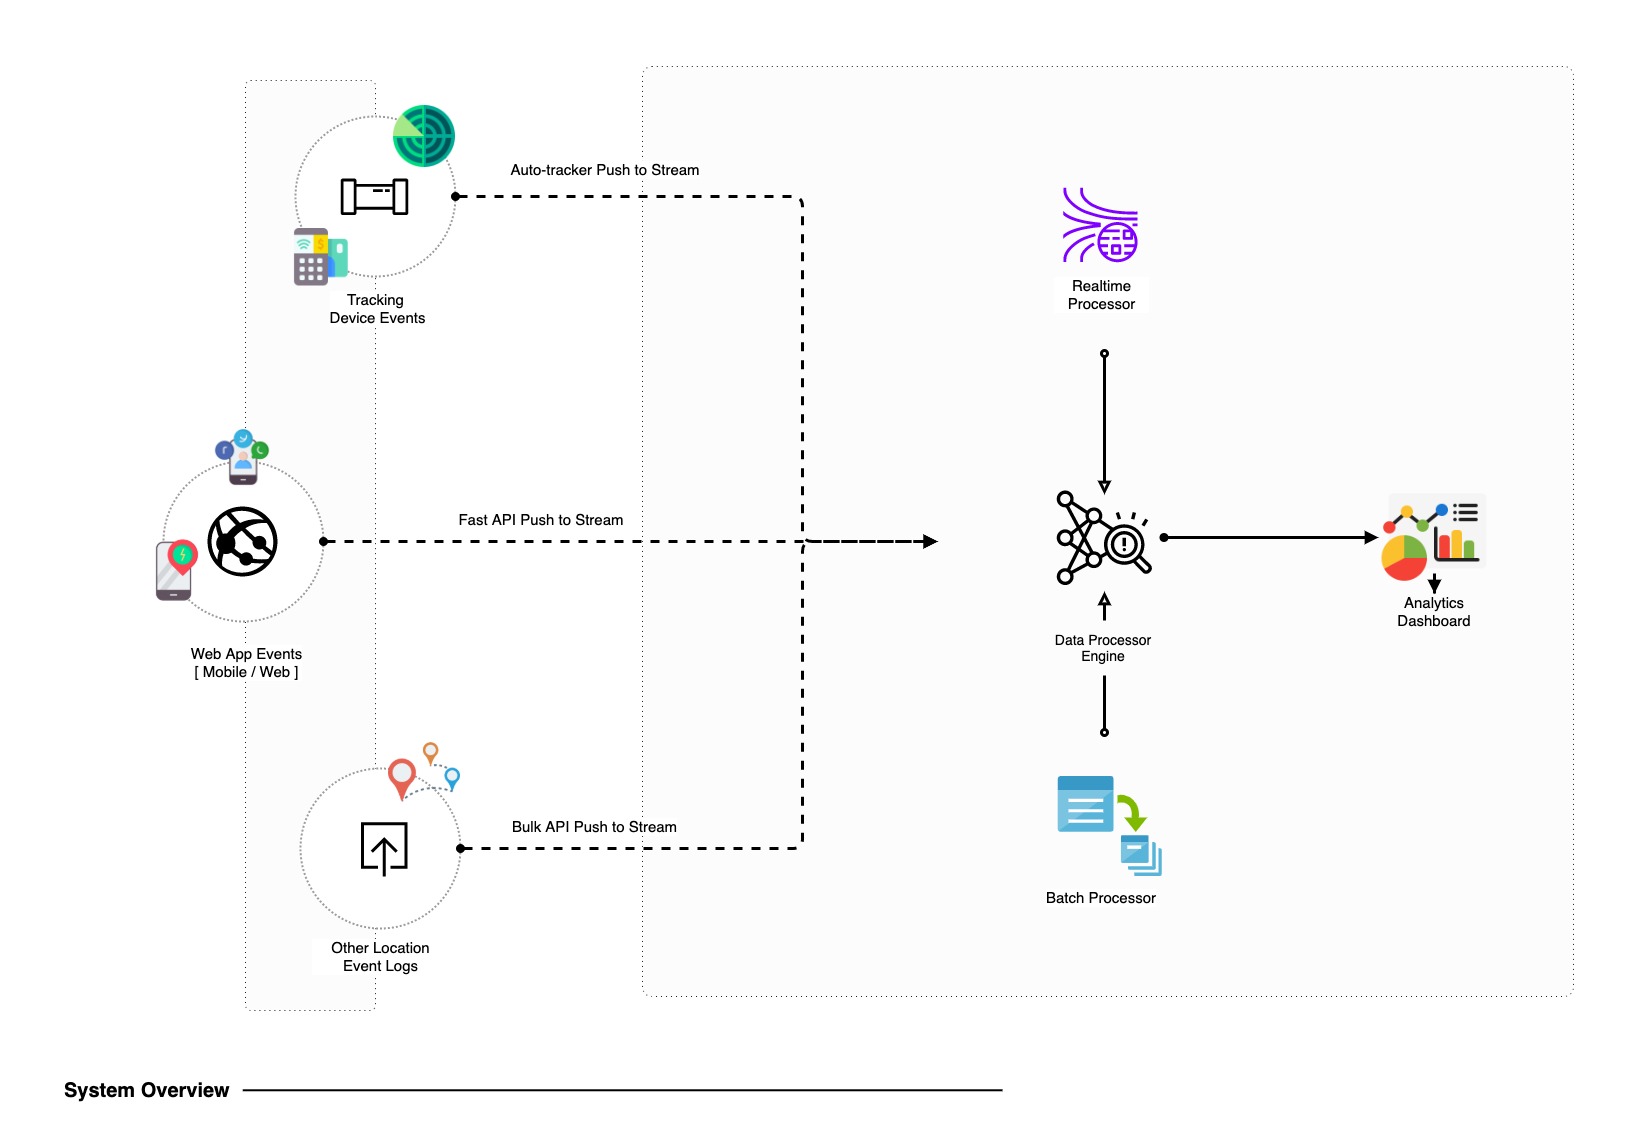 Auto-tracker Push to Stream
Tracking
Device Events
Realtime
Processor
Fast API Push to Stream
Web App Events
[ Mobile / Web ]
Data Processor
Engine
Analytics
Dashboard
Bulk API Push to Stream
Other Location
Event Logs
Batch Processor
System Overview